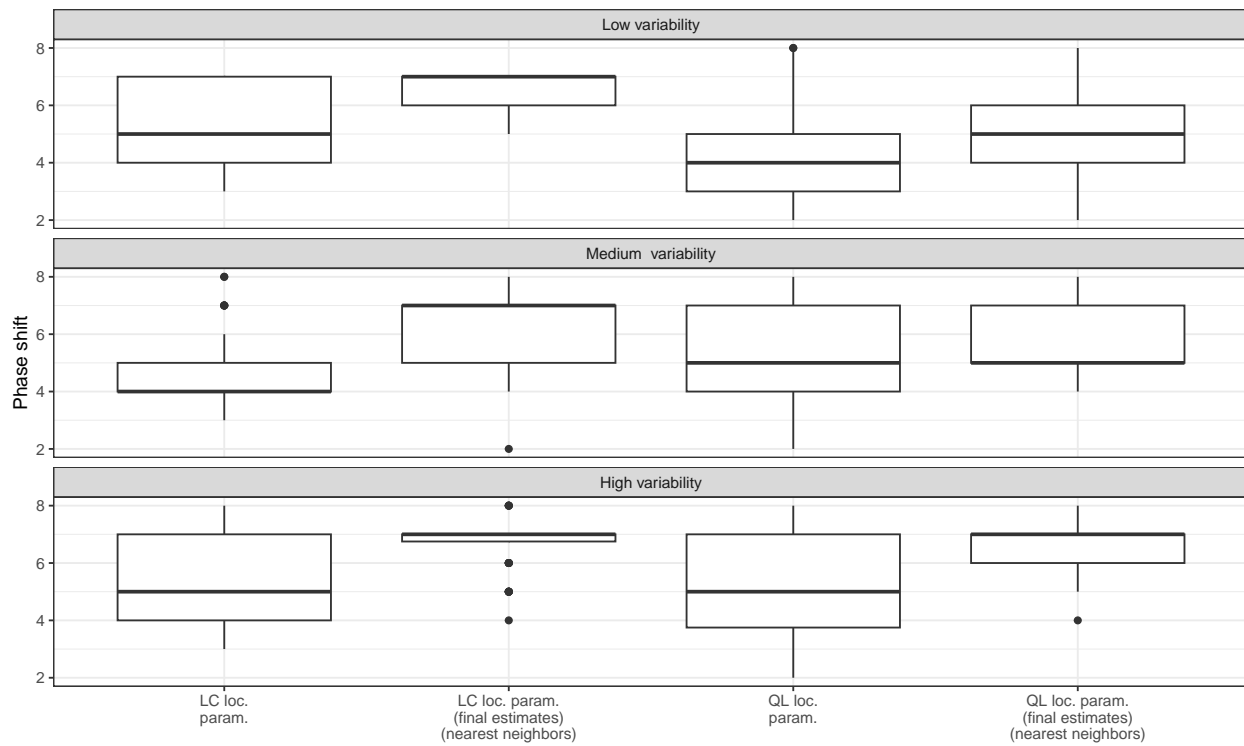 Low variability
8
6
4
2
Medium  variability
8
6
4
2
Phase shift
High variability
8
6
4
2
LC loc.
param.
LC loc. param.
(final estimates)
(nearest neighbors)
QL loc.
param.
QL loc. param.
(final estimates)
(nearest neighbors)